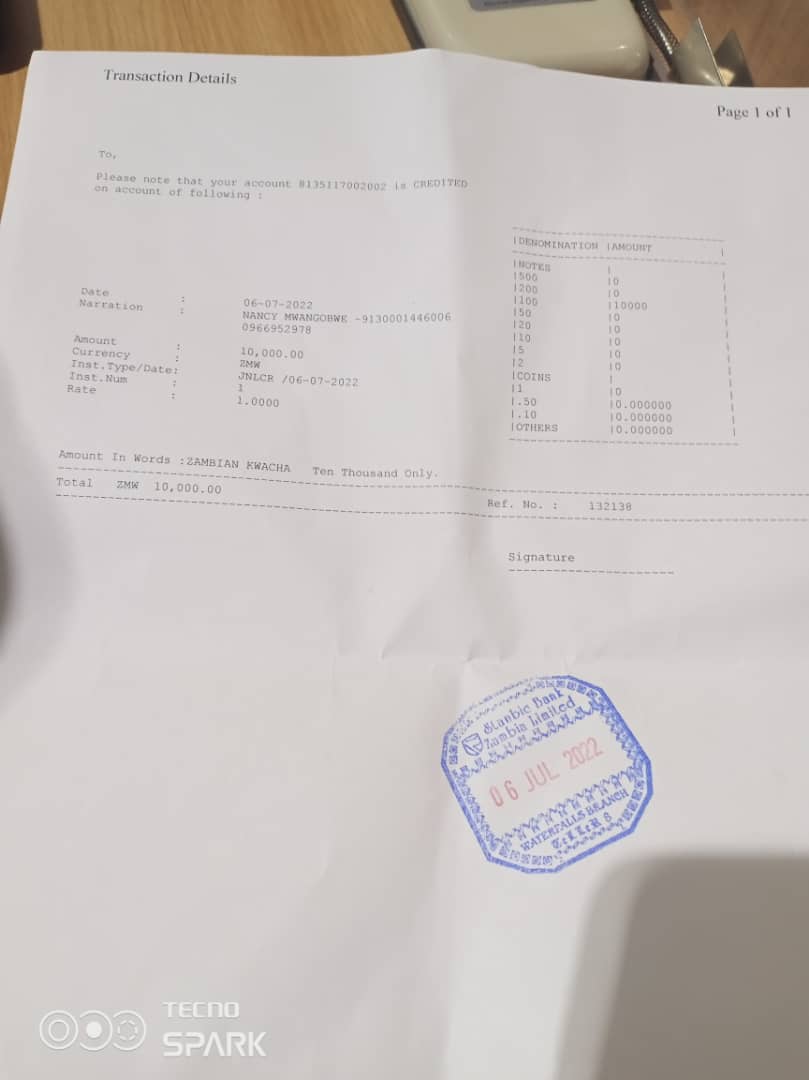 Transaction Details
Page 1 of 1
To,
Please note that your account 8135117002002 is CREDITED
on account of following :
|DENOMINATION |AMOUNT |
|NOTES | |
|500 |0 |
|200 |0 |
|100 |10000 |
|50 |0 |
|20 |0 |
|10 |0 |
|5 |0 |
|2 |0 |
|COINS | |
|1 |0 |
|.50 |0.000000 |
|.10 |0.000000 |
|OTHERS |0.000000 |
Date : 06-07-2022
Narration : NANCY MWANGOBWE -9130001446006
0966952978
Amount : 10,000.00
Currency : ZMW
Inst.Type/Date: JNLCR /06-07-2022
Inst.Num : 1
Rate : 1.0000
Amount In Words :ZAMBIAN KWACHA Ten Thousand Only.
Total ZMW 10,000.00
Ref. No. : 132138
Signature
Stanbic Bank
Zambia Limited
06 JUL 2022
WATERFALLS BRANCH
TeLLeR 8
TECNO
SPARK